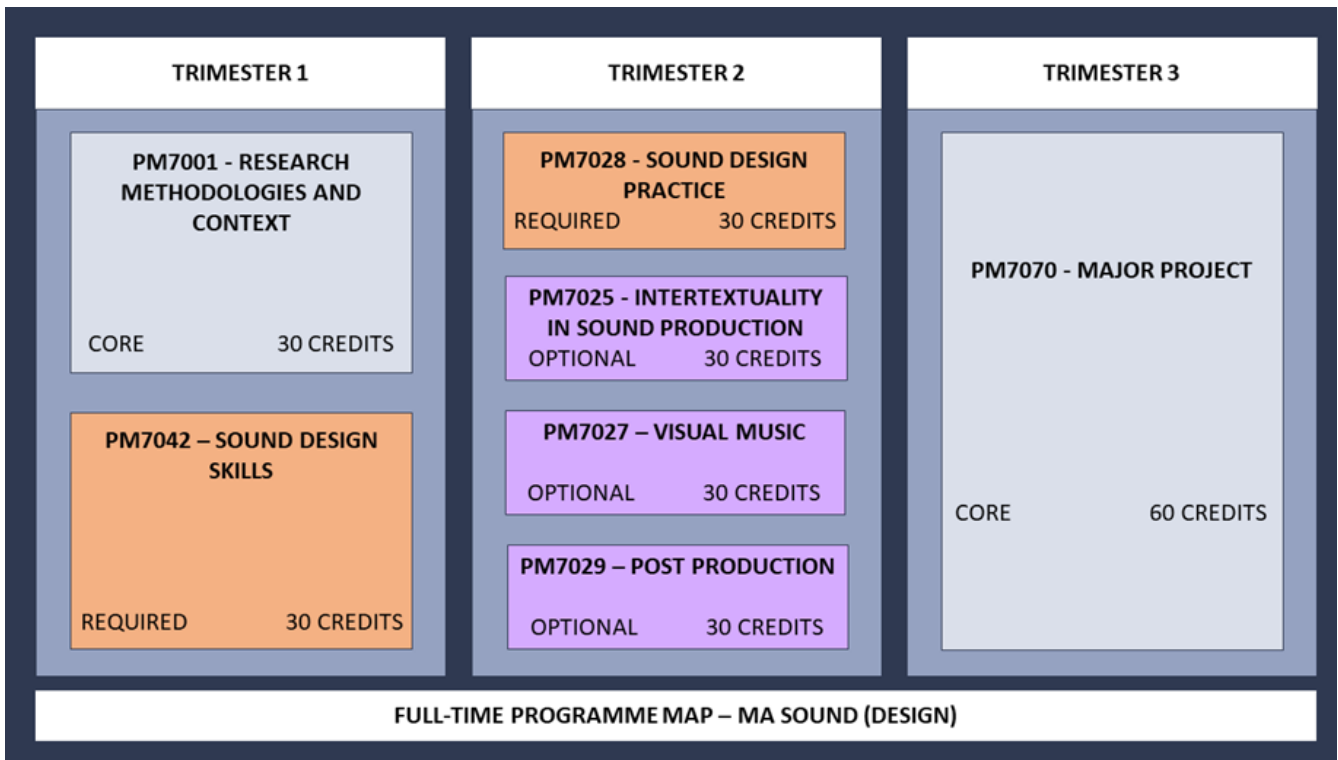 TRIMESTER 1
PM7001 - RESEARCH
METHODOLOGIES AND
CONTEXT
CORE 30 CREDITS
PM7042 – SOUND DESIGN
SKILLS
REQUIRED 30 CREDITS
TRIMESTER 2
PM7028 - SOUND DESIGN
PRACTICE
REQUIRED 30 CREDITS
PM7025 - INTERTEXTUALITY
IN SOUND PRODUCTION
OPTIONAL 30 CREDITS
PM7027 – VISUAL MUSIC
OPTIONAL 30 CREDITS
PM7029 – POST PRODUCTION
OPTIONAL 30 CREDITS
TRIMESTER 3
PM7070 - MAJOR PROJECT
CORE 60 CREDITS
FULL-TIME PROGRAMME MAP – MA SOUND (DESIGN)